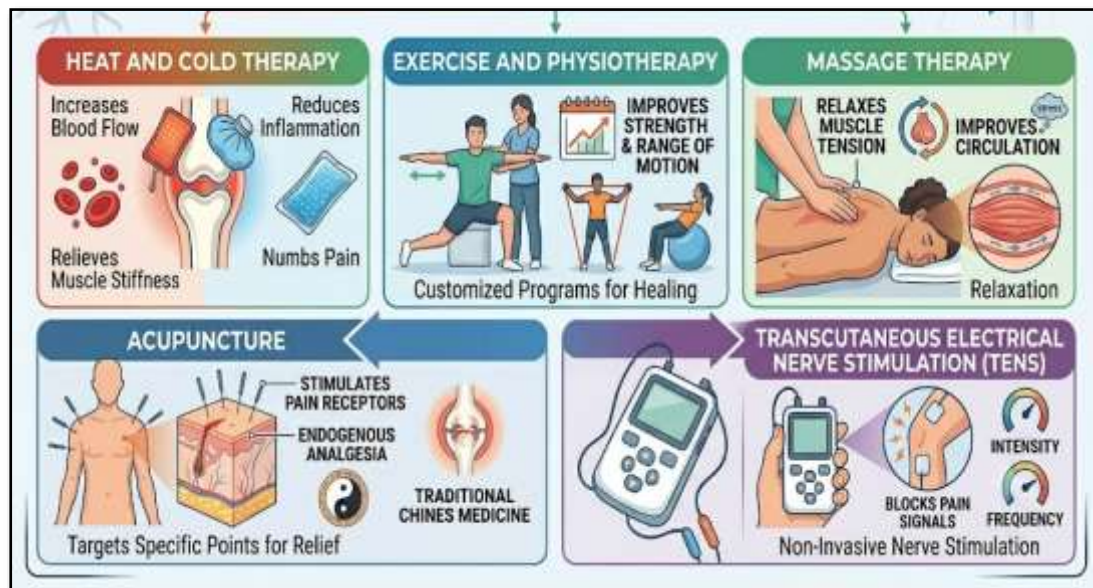 HEAT AND COLD THERAPY
Increases
Blood Flow
Reduces
Inflammation
Relieves
Muscle Stiffness
Numbs Pain
EXERCISE AND PHYSIOTHERAPY
IMPROVES
STRENGTH
& RANGE OF
MOTION
Customized Programs for Healing
MASSAGE THERAPY
RELAXES
MUSCLE
TENSION
stress
IMPROVES
CIRCULATION
Relaxation
ACUPUNCTURE
STIMULATES
PAIN RECEPTORS
ENDOGENOUS
ANALGESIA
TRADITIONAL
CHINES MEDICINE
Targets Specific Points for Relief
TRANSCUTANEOUS ELECTRICAL
NERVE STIMULATION (TENS)
BLOCKS PAIN
SIGNALS
INTENSITY
FREQUENCY
Non-Invasive Nerve Stimulation